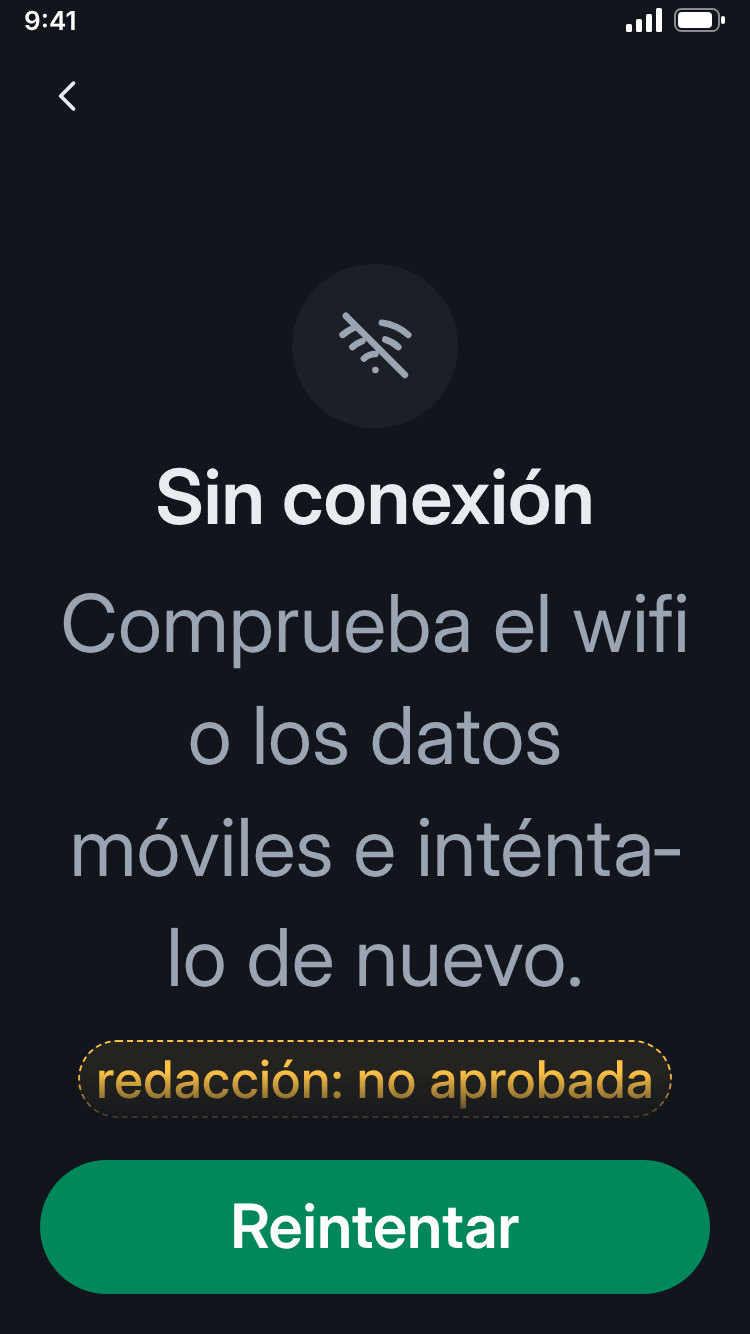 9:41
Sin conexión
Comprueba el wifi
o los datos
móviles e inténta-
lo de nuevo.
redacción: no aprobada
Reintentar